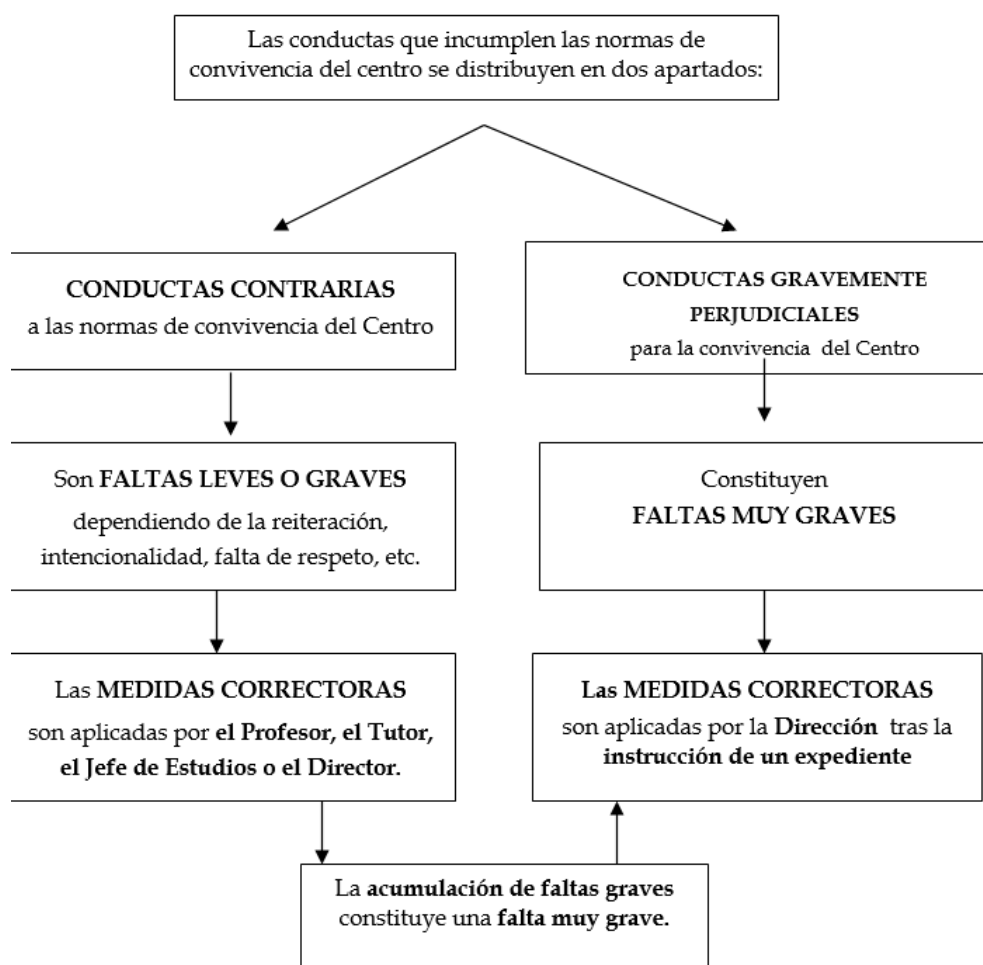 Las conductas que incumplen las normas de
convivencia del centro se distribuyen en dos apartados:
CONDUCTAS CONTRARIAS
a las normas de convivencia del Centro
CONDUCTAS GRAVEMENTE
PERJUDICIALES
para la convivencia del Centro
Son FALTAS LEVES O GRAVES
dependiendo de la reiteración,
intencionalidad, falta de respeto, etc.
Constituyen
FALTAS MUY GRAVES
Las MEDIDAS CORRECTORAS
son aplicadas por el Profesor, el Tutor,
el Jefe de Estudios o el Director.
Las MEDIDAS CORRECTORAS
son aplicadas por la Dirección tras la
instrucción de un expediente
La acumulación de faltas graves
constituye una falta muy grave.